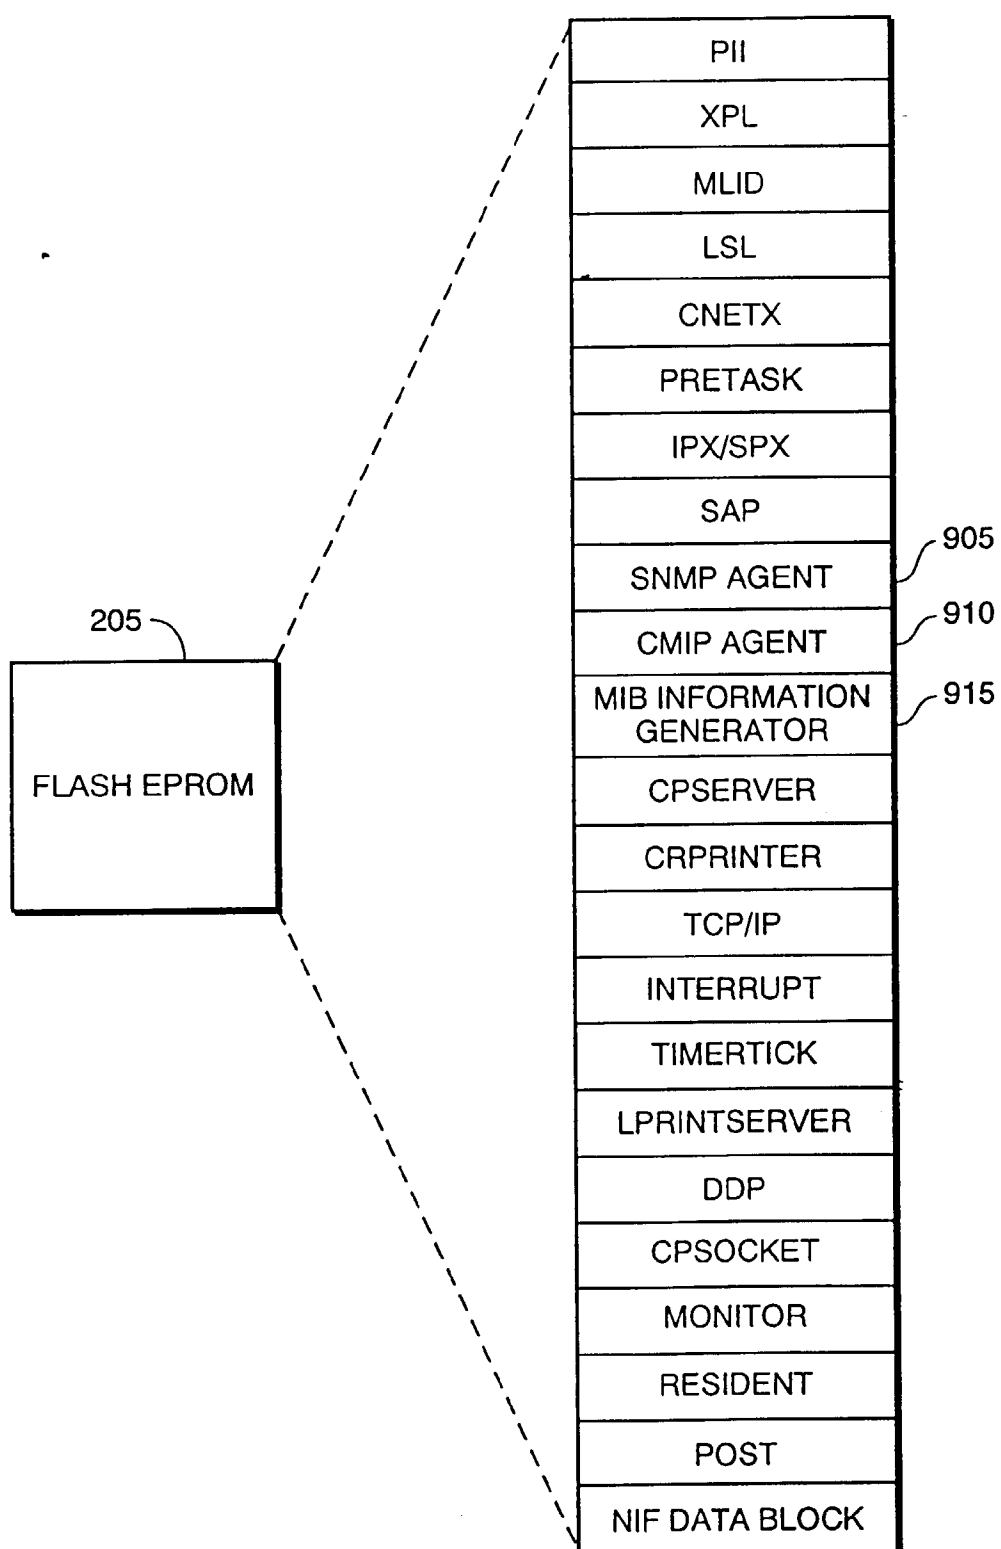 PII
XPL
MLID
LSL
CNETX
PRETASK
IPX/SPX
SAP
SNMP AGENT
905
CMIP AGENT
910
MIB INFORMATION
GENERATOR
915
205
FLASH EPROM
CPSERVER
CRPRINTER
TCP/IP
INTERRUPT
TIMERTICK
LPRINTSERVER
DDP
CPSOCKET
MONITOR
RESIDENT
POST
NIF DATA BLOCK